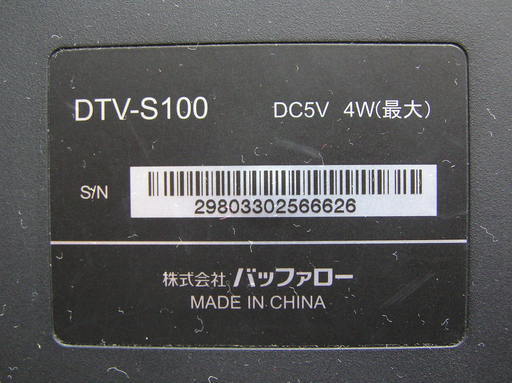 DTV-S100 DC5V 4W(最大)
S/N
29803302566626
株式会社 バッファロー
MADE IN CHINA